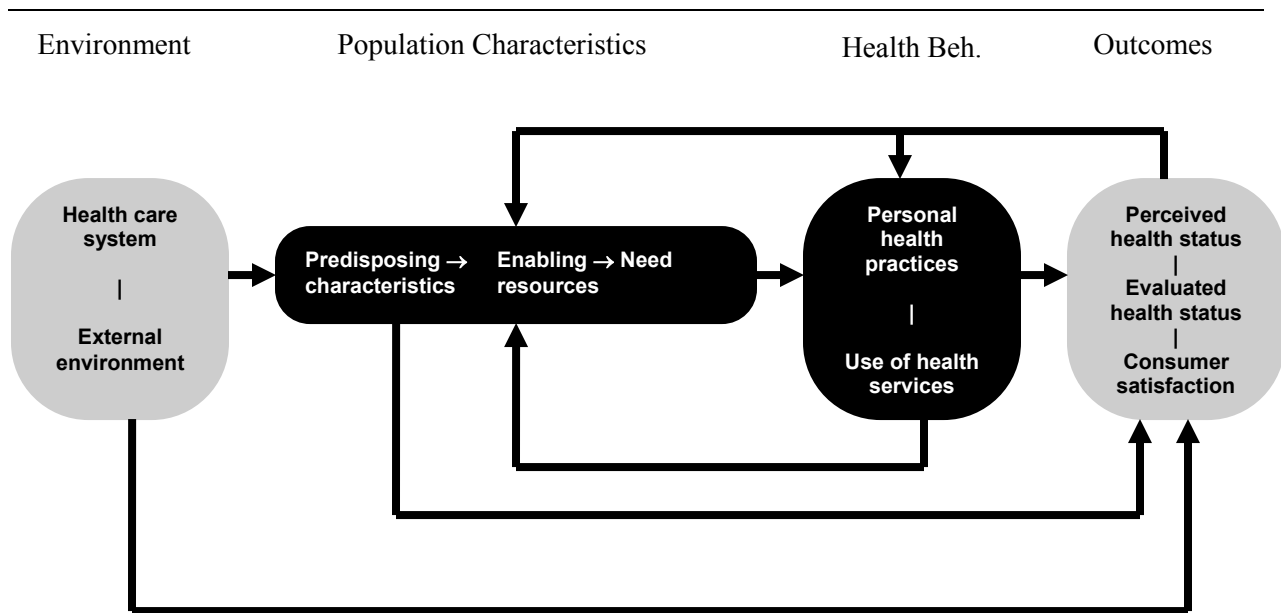 Environment Population Characteristics Health Beh. Outcomes
Health care
system
|
External
environment
Predisposing → Enabling → Need
characteristics resources
Personal
health
practices
|
Use of health
services
Perceived
health status
|
Evaluated
health status
|
Consumer
satisfaction